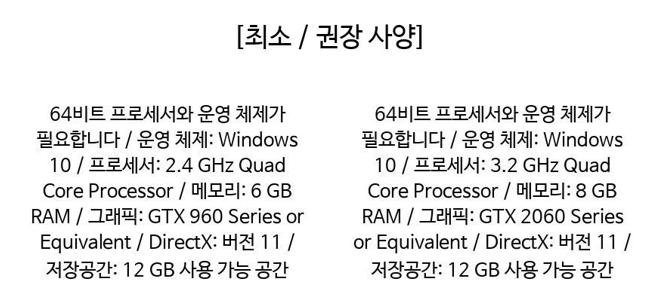 [최소 / 권장 사양]
64비트 프로세서와 운영 체제가
필요합니다 / 운영 체제: Windows
10 / 프로세서: 2.4 GHz Quad
Core Processor / 메모리: 6 GB
RAM / 그래픽: GTX 960 Series or
Equivalent / DirectX: 버전 11 /
저장공간: 12 GB 사용 가능 공간
64비트 프로세서와 운영 체제가
필요합니다 / 운영 체제: Windows
10 / 프로세서: 3.2 GHz Quad
Core Processor / 메모리: 8 GB
RAM / 그래픽: GTX 2060 Series
or Equivalent / DirectX: 버전 11 /
저장공간: 12 GB 사용 가능 공간